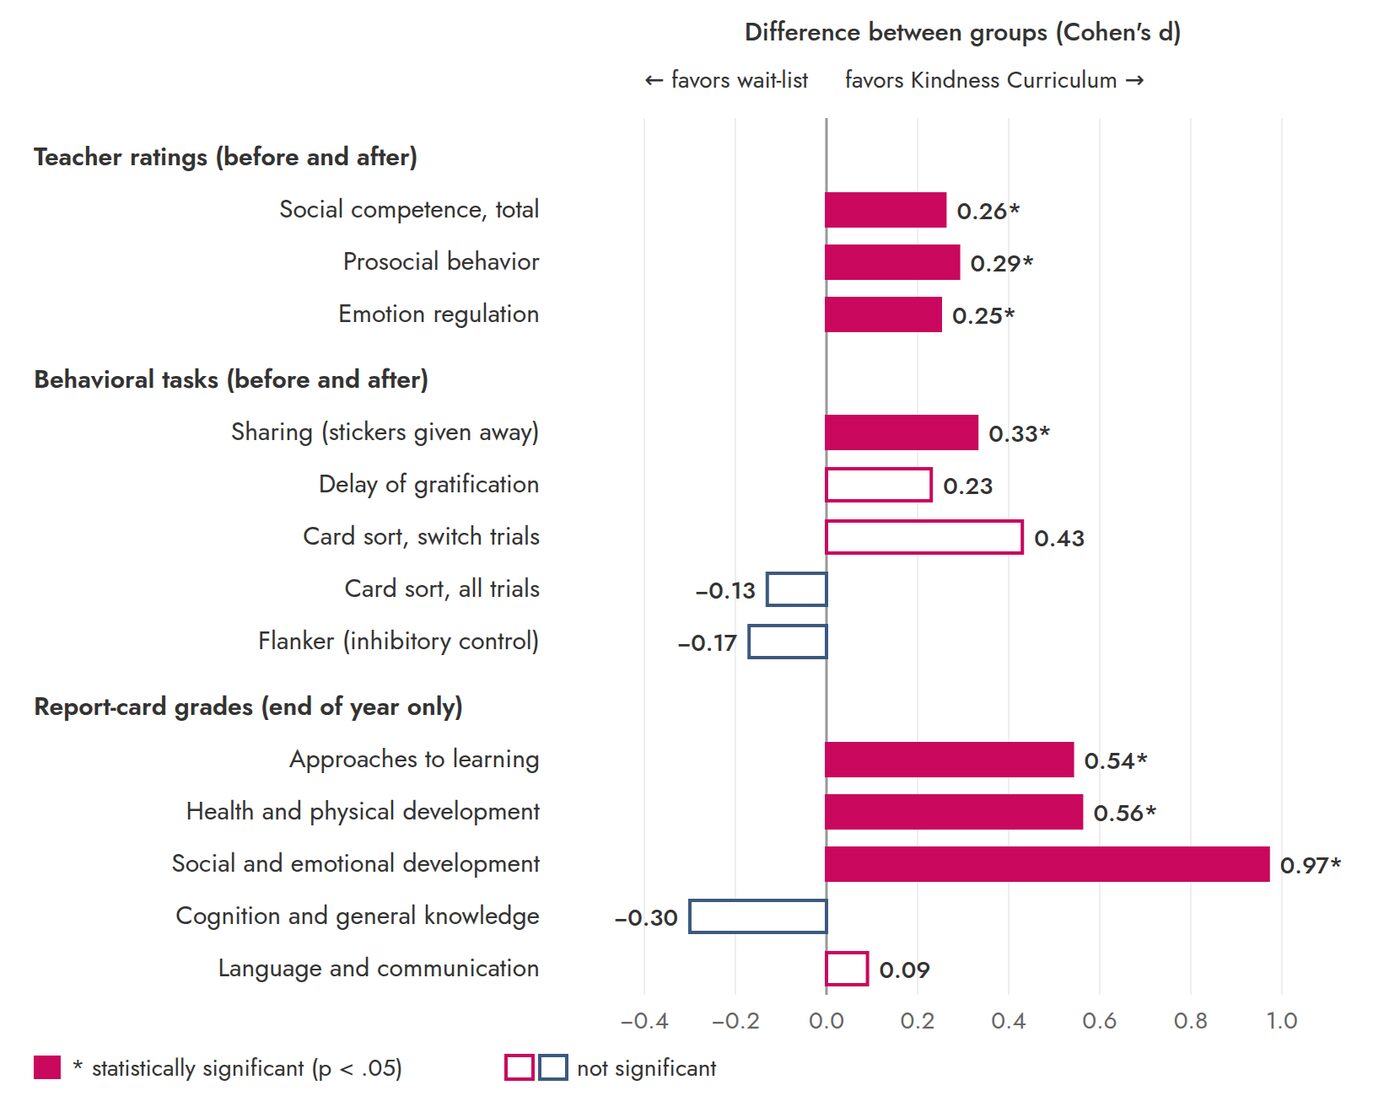 Difference between groups (Cohen's d)
← favors wait-list favors Kindness Curriculum →
Teacher ratings (before and after)
Social competence, total 0.26*
Prosocial behavior 0.29*
Emotion regulation 0.25*
Behavioral tasks (before and after)
Sharing (stickers given away) 0.33*
Delay of gratification 0.23
Card sort, switch trials 0.43
Card sort, all trials −0.13
Flanker (inhibitory control) −0.17
Report-card grades (end of year only)
Approaches to learning 0.54*
Health and physical development 0.56*
Social and emotional development 0.97*
Cognition and general knowledge −0.30
Language and communication 0.09
−0.4 −0.2 0.0 0.2 0.4 0.6 0.8 1.0
* statistically significant (p < .05) not significant